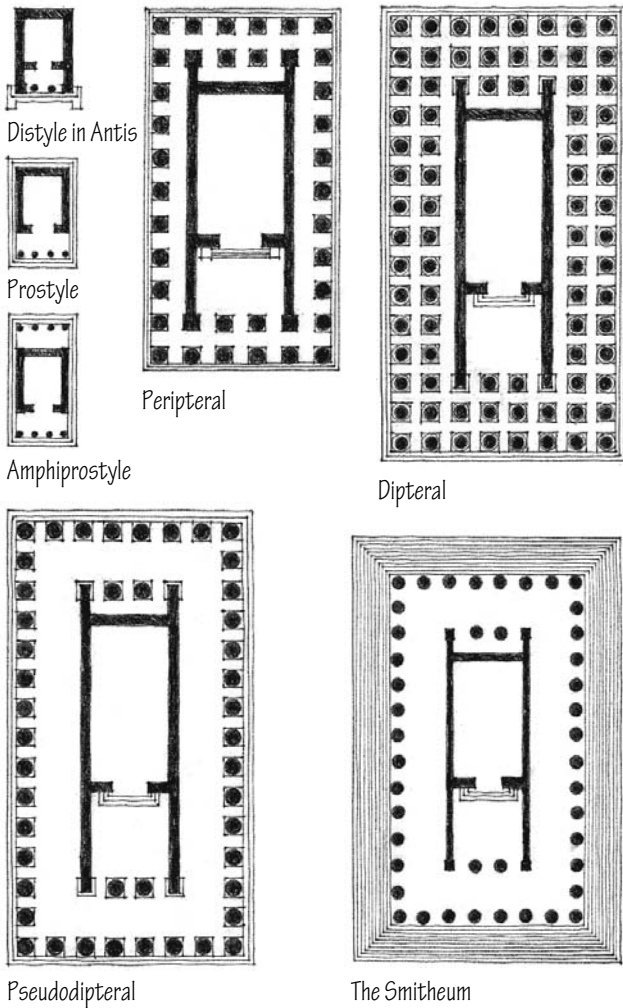 Distyle in Antis
Prostyle
Amphiprostyle
Peripteral
Dipteral
Pseudodipteral
The Smitheum